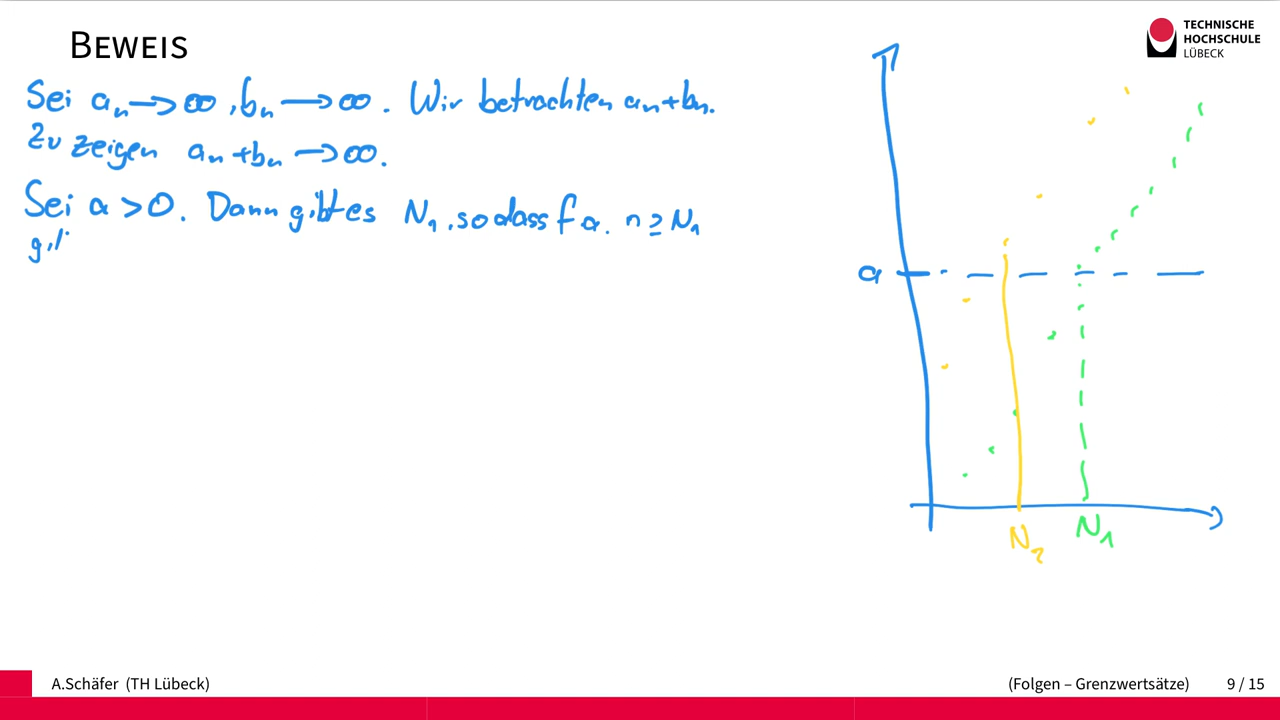 BEWEIS
TECHNISCHE
HOCHSCHULE
LÜBECK
Sei aₙ → ∞, bₙ → ∞. Wir betrachten aₙ+bₙ.
Zu zeigen aₙ+bₙ → ∞.
Sei a > 0. Dann gibt es N₁, sodass f a. n ≥ N₁
gil
a
N₂
N₁
A.Schäfer (TH Lübeck)
(Folgen – Grenzwertsätze)
9 / 15